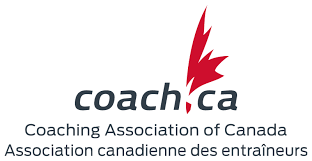 coach.ca
Coaching Association of Canada
Association canadienne des entraîneurs